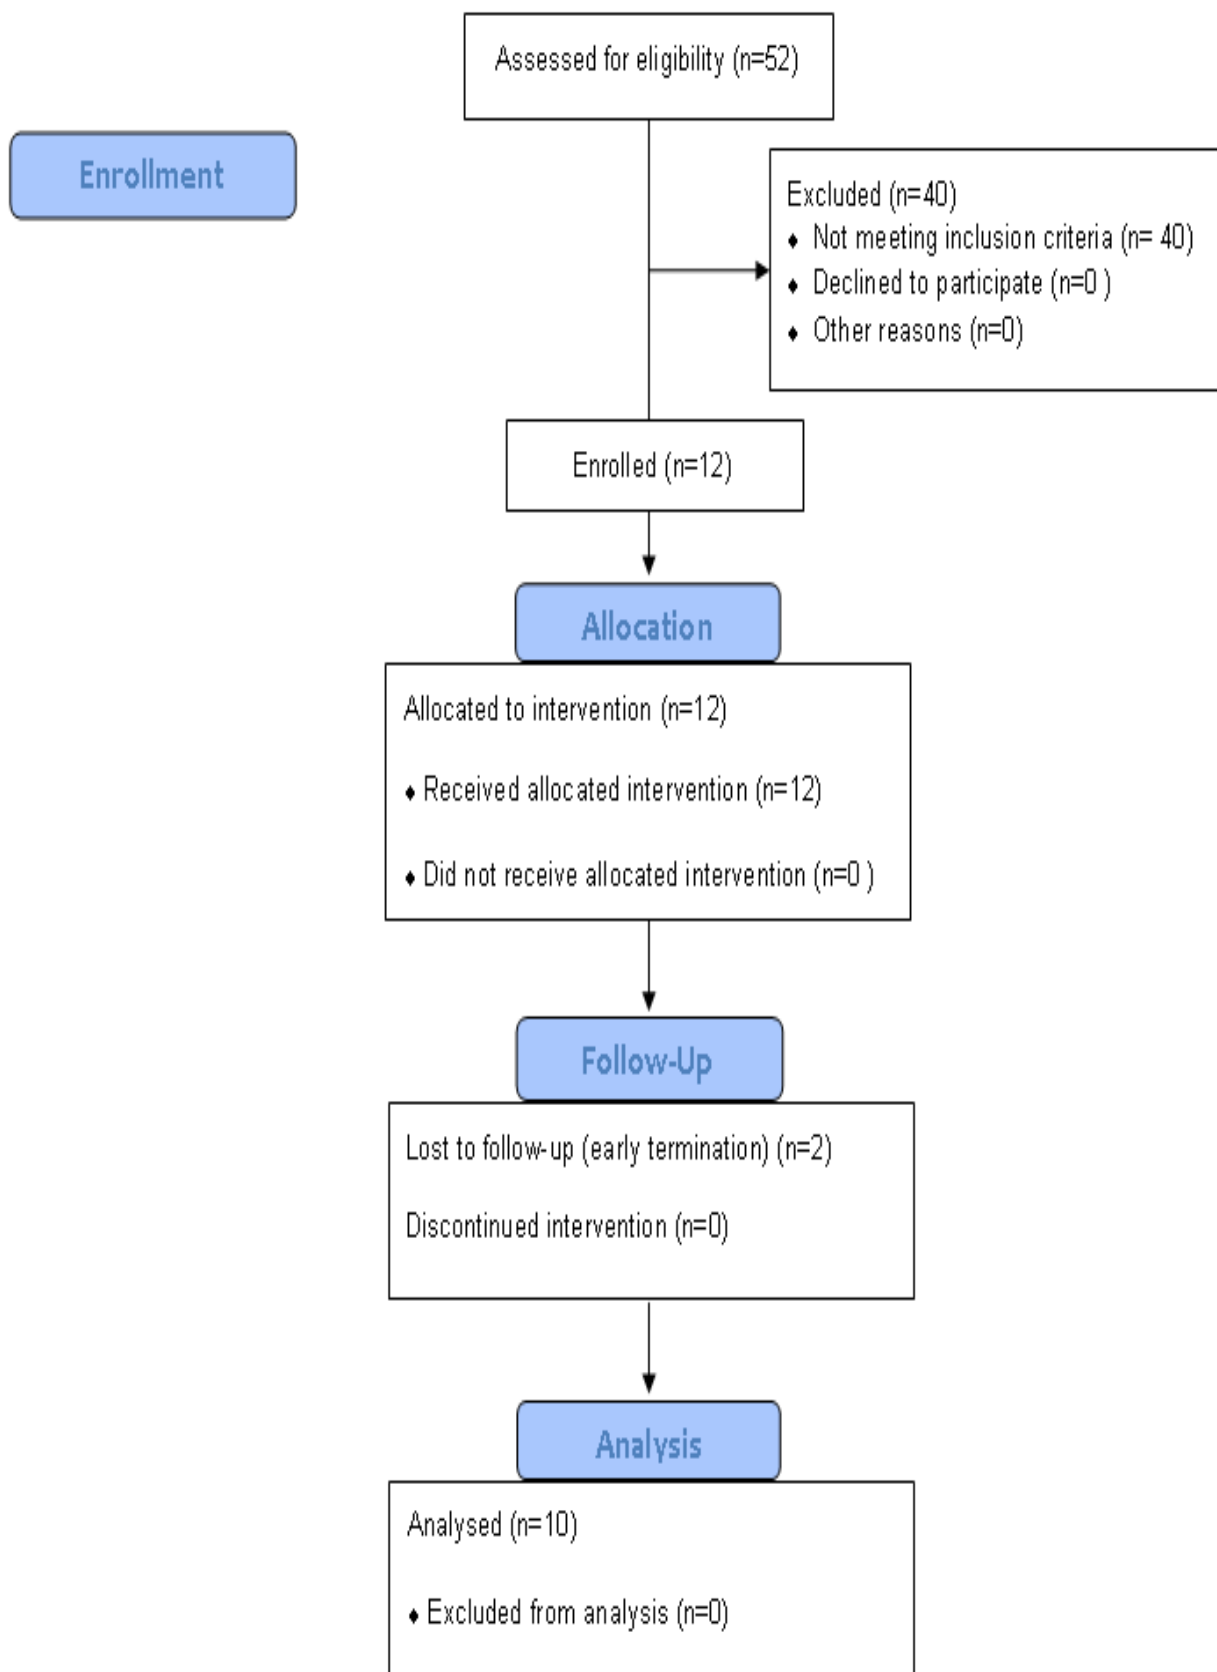 Assessed for eligibility (n=52)
Enrollment
Excluded (n=40)
♦ Not meeting inclusion criteria (n= 40)
♦ Declined to participate (n=0 )
♦ Other reasons (n=0)
Enrolled (n=12)
Allocation
Allocated to intervention (n=12)
♦ Received allocated intervention (n=12)
♦ Did not receive allocated intervention (n=0 )
Follow-Up
Lost to follow-up (early termination) (n=2)
Discontinued intervention (n=0)
Analysis
Analysed (n=10)
♦ Excluded from analysis (n=0)